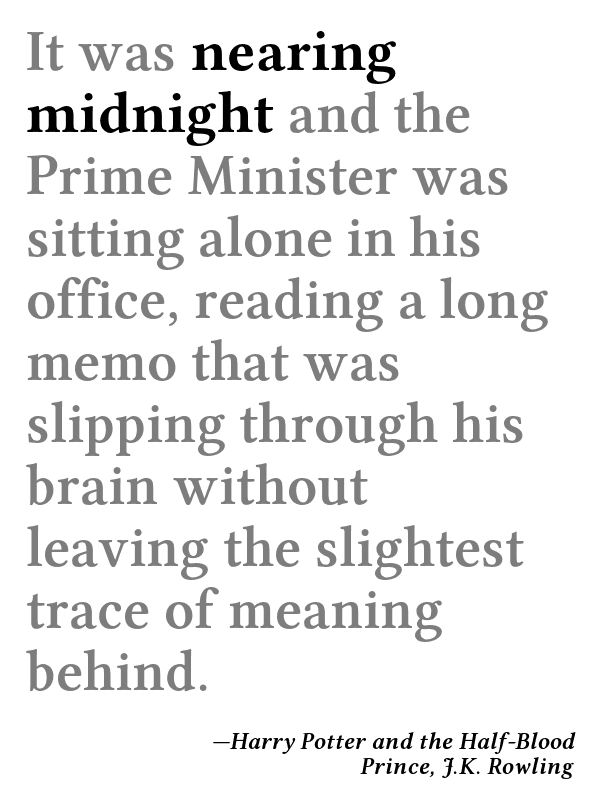 It was nearing
midnight and the
Prime Minister was
sitting alone in his
office, reading a long
memo that was
slipping through his
brain without
leaving the slightest
trace of meaning
behind.
—Harry Potter and the Half-Blood
Prince, J.K. Rowling